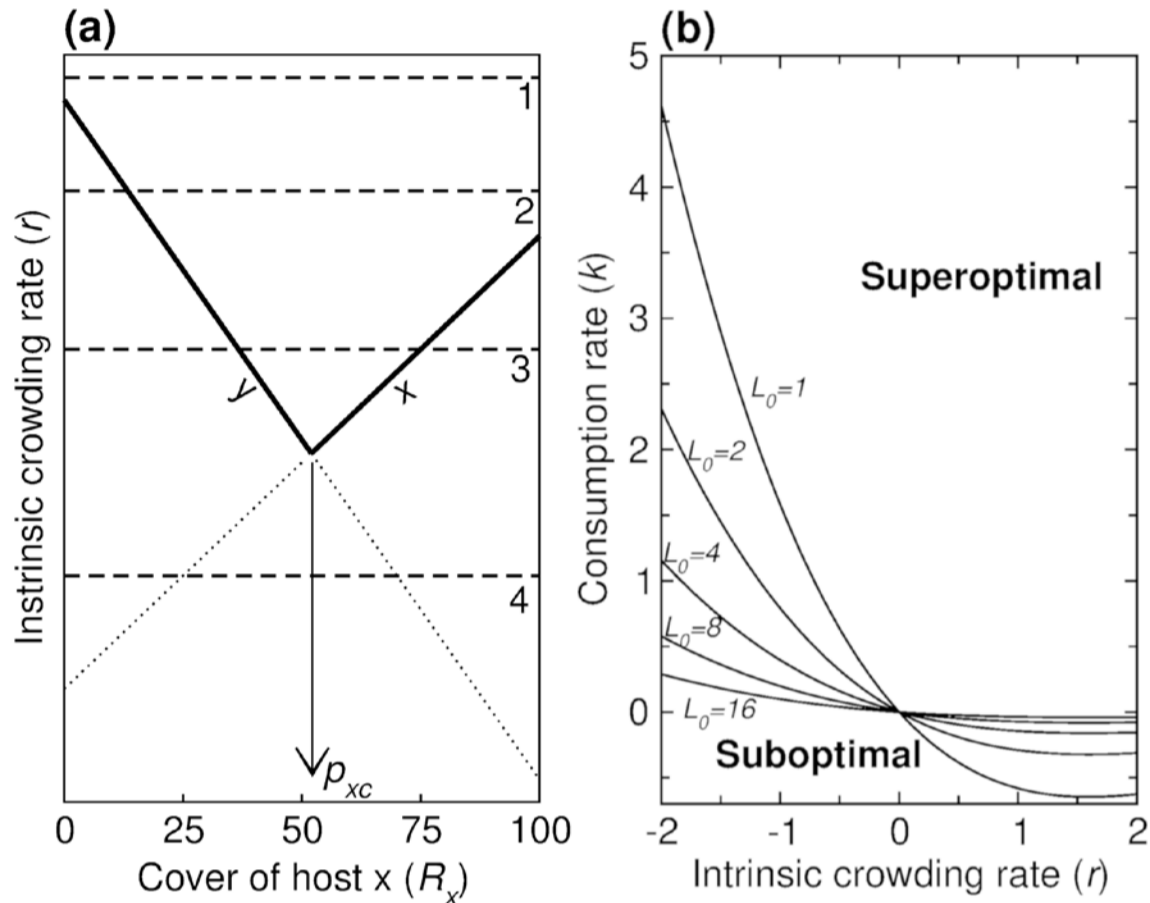 (a)
1
2
3
4
y
x
p_xc
0 25 50 75 100
Cover of host x (R_x)
Instrinsic crowding rate (r)
(b)
5
4
3
2
1
0
Consumption rate (k)
Superoptimal
L_0=1
L_0=2
L_0=4
L_0=8
L_0=16
Suboptimal
-2 -1 0 1 2
Intrinsic crowding rate (r)